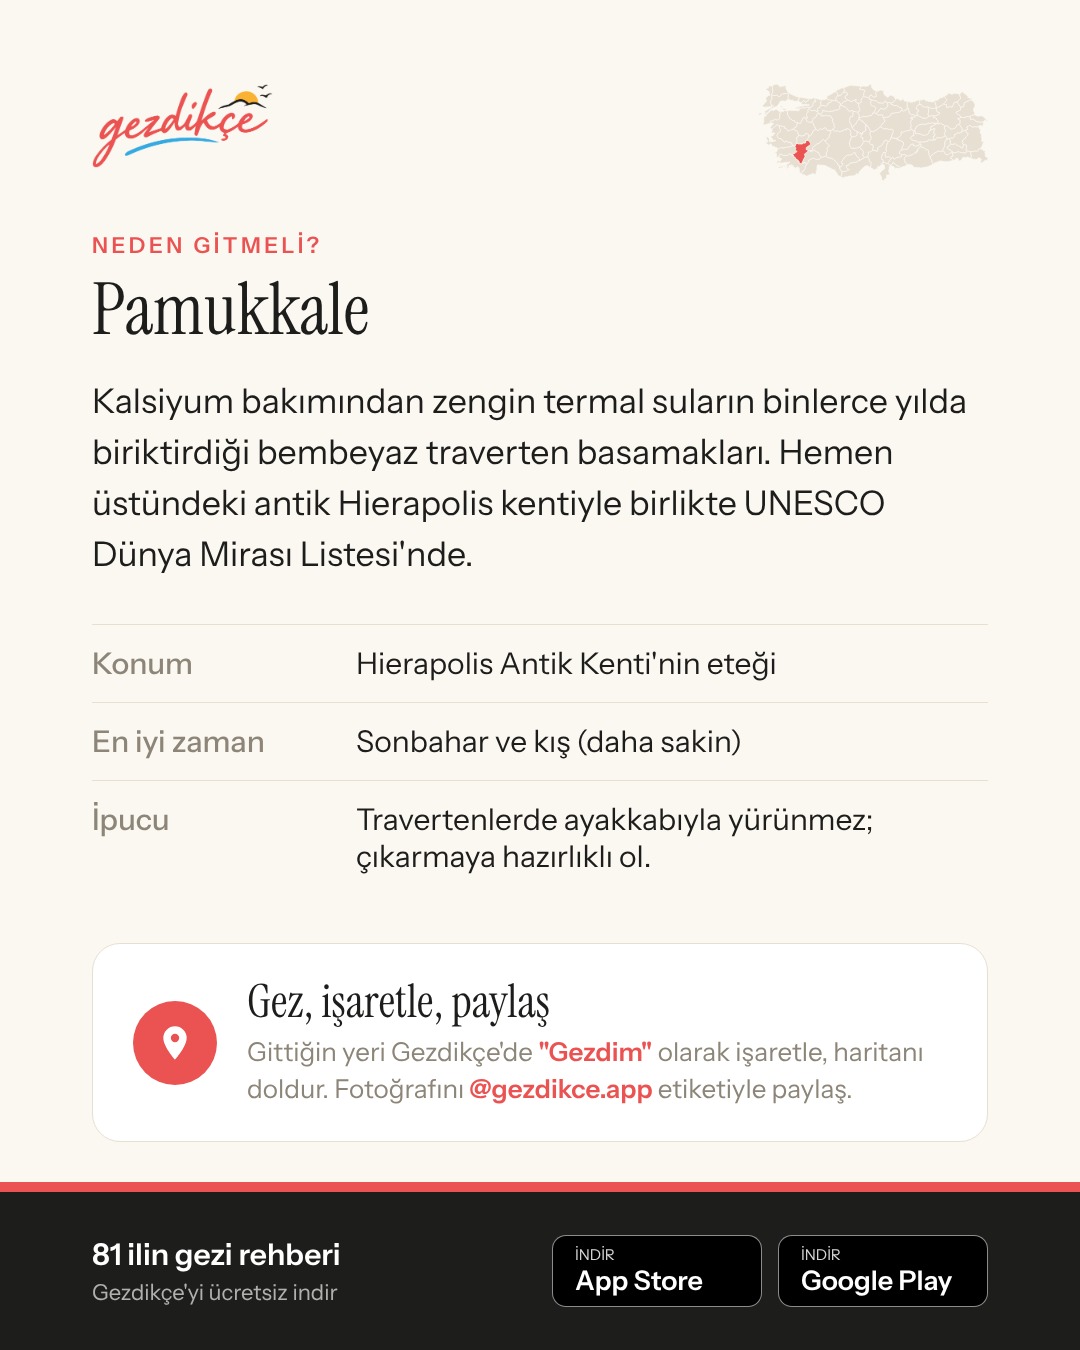 gezdikçe
NEDEN GİTMELİ?
Pamukkale
Kalsiyum bakımından zengin termal suların binlerce yılda
biriktirdiği bembeyaz traverten basamakları. Hemen
üstündeki antik Hierapolis kentiyle birlikte UNESCO
Dünya Mirası Listesi'nde.
Konum
Hierapolis Antik Kenti'nin eteği
En iyi zaman
Sonbahar ve kış (daha sakin)
İpucu
Travertenlerde ayakkabıyla yürünmez;
çıkarmaya hazırlıklı ol.
Gez, işaretle, paylaş
Gittiğin yeri Gezdikçe'de "Gezdim" olarak işaretle, haritanı
doldur. Fotoğrafını @gezdikce.app etiketiyle paylaş.
81 ilin gezi rehberi
Gezdikçe'yi ücretsiz indir
İNDİR
App Store
İNDİR
Google Play